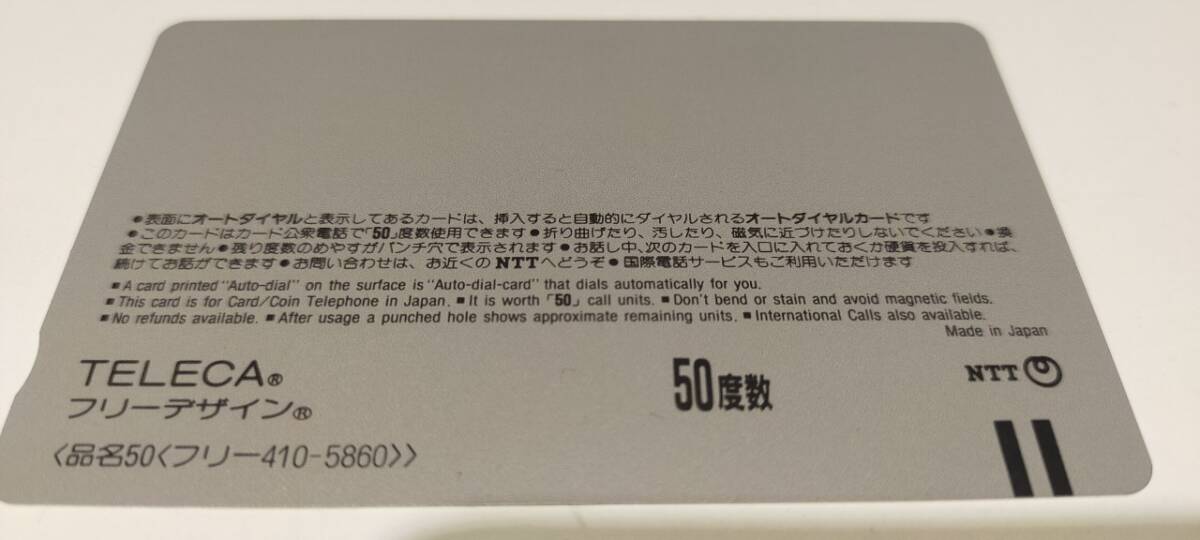 ●表面にオートダイヤルと表示してあるカードは、挿入すると自動的にダイヤルされるオートダイヤルカードです
●このカードはカード公衆電話で「50」度数使用できます●折り曲げたり、汚したり、磁気に近づけたりしないでください●換
金できません●残り度数のめやすがパンチ穴で表示されます●お話し中、次のカードを入口に入れておくか硬貨を投入すれば、
続けてお話ができます●お問い合わせは、お近くのNTTへどうぞ●国際電話サービスもご利用いただけます
■A card printed "Auto-dial" on the surface is "Auto-dial-card" that dials automatically for you.
■This card is for Card/Coin Telephone in Japan. ■It is worth「50」call units. ■Don't bend or stain and avoid magnetic fields.
■No refunds available. ■After usage a punched hole shows approximate remaining units. ■International Calls also available.
Made in Japan
TELECA®
フリーデザイン®
50度数
NTT
〈品名50〈フリー410-5860〉〉